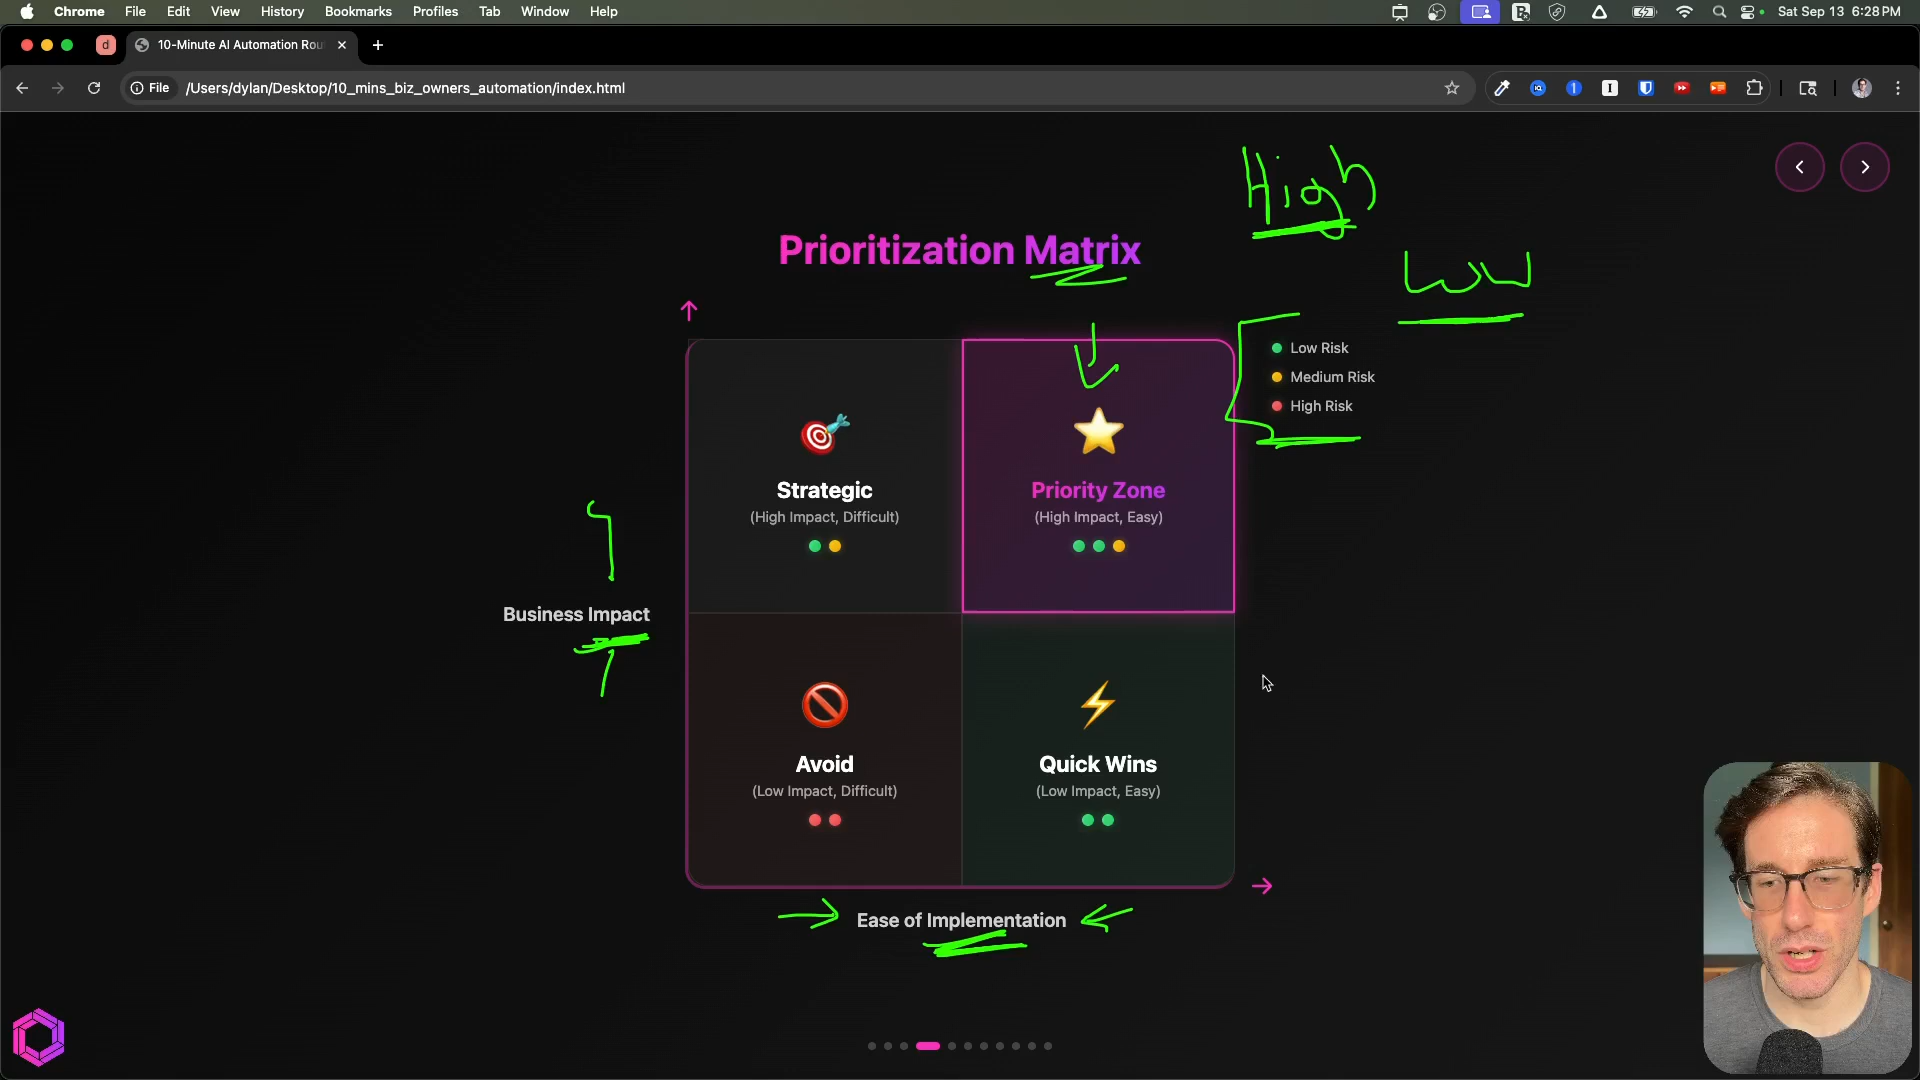 Chrome File Edit View History Bookmarks Profiles Tab Window Help Sat Sep 13 6:28 PM
d 10-Minute AI Automation Rou
File /Users/dylan/Desktop/10_mins_biz_owners_automation/index.html
High
Prioritization Matrix
Low
Low Risk
Medium Risk
High Risk
Strategic
(High Impact, Difficult)
Priority Zone
(High Impact, Easy)
Business Impact
Avoid
(Low Impact, Difficult)
Quick Wins
(Low Impact, Easy)
Ease of Implementation